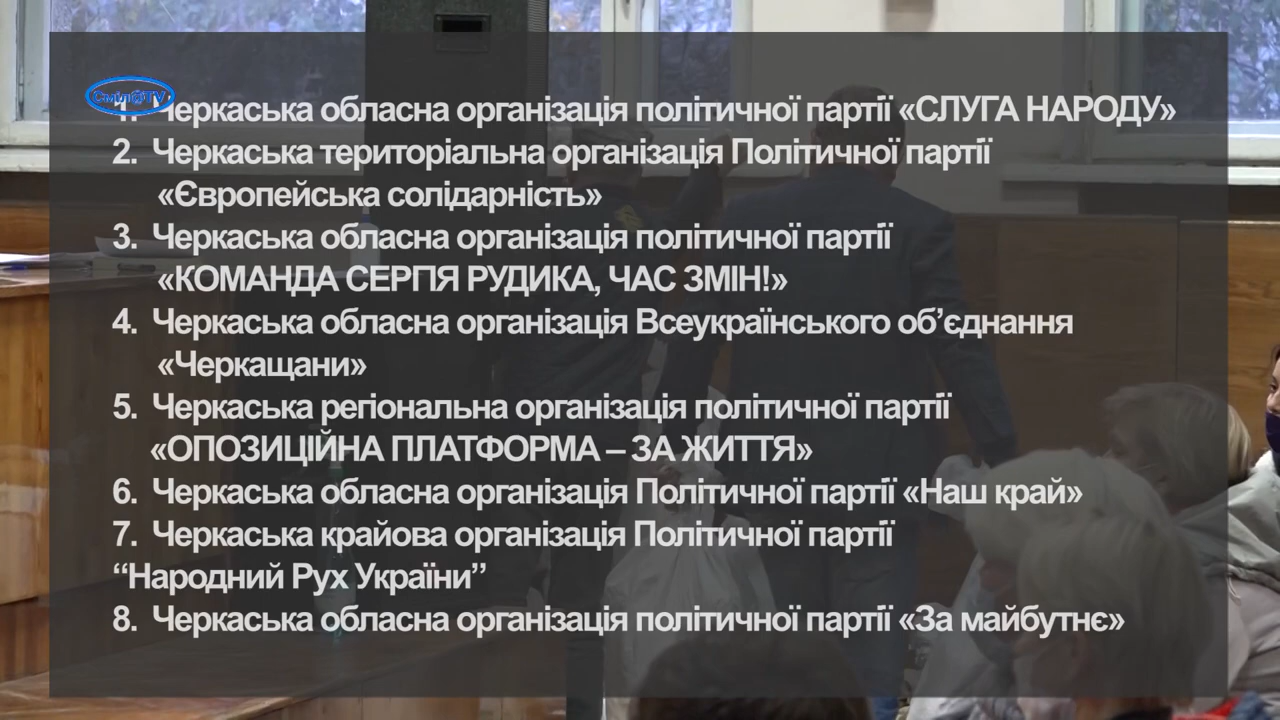 Сміл@TV
1. Черкаська обласна організація політичної партії «СЛУГА НАРОДУ»
2. Черкаська територіальна організація Політичної партії
«Європейська солідарність»
3. Черкаська обласна організація політичної партії
«КОМАНДА СЕРГІЯ РУДИКА, ЧАС ЗМІН!»
4. Черкаська обласна організація Всеукраїнського об’єднання
«Черкащани»
5. Черкаська регіональна організація політичної партії
«ОПОЗИЦІЙНА ПЛАТФОРМА – ЗА ЖИТТЯ»
6. Черкаська обласна організація Політичної партії «Наш край»
7. Черкаська крайова організація Політичної партії
“Народний Рух України”
8. Черкаська обласна організація політичної партії «За майбутнє»